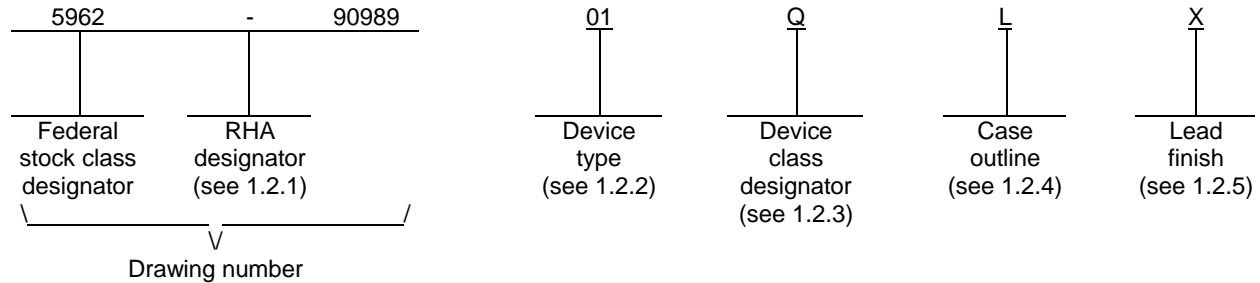 5962 - 90989 01 Q L X
Federal stock class designator
RHA designator (see 1.2.1)
Device type (see 1.2.2)
Device class designator (see 1.2.3)
Case outline (see 1.2.4)
Lead finish (see 1.2.5)
Drawing number